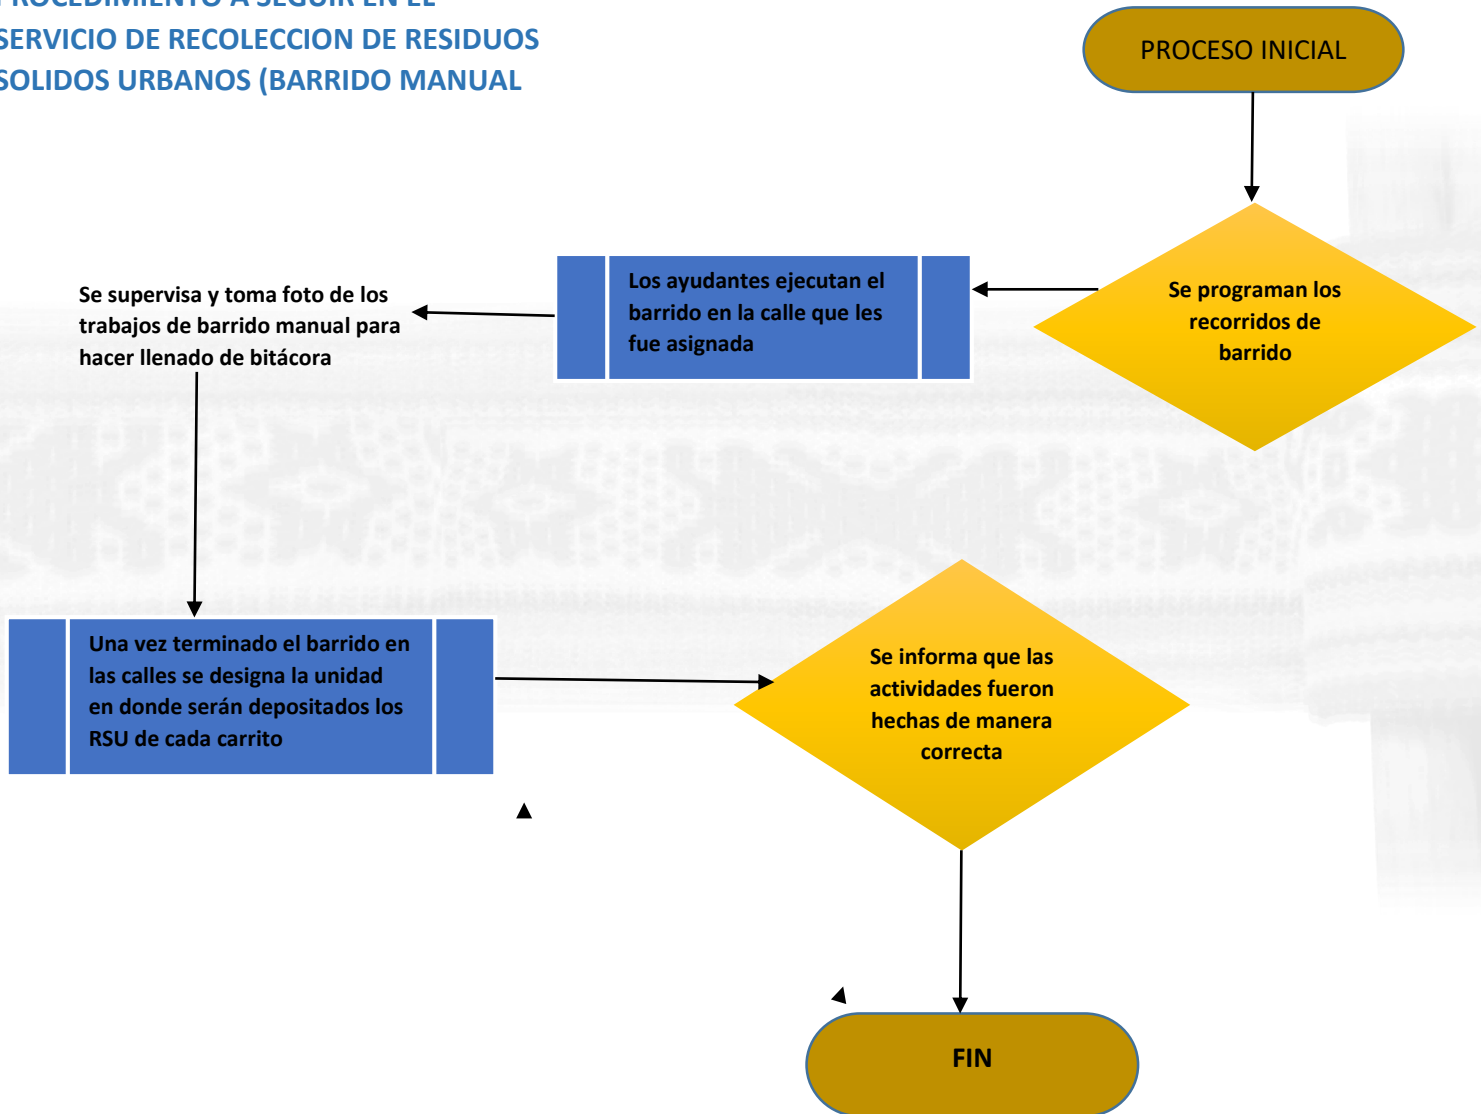 PROCEDIMIENTO A SEGUIR EN EL
SERVICIO DE RECOLECCION DE RESIDUOS
SOLIDOS URBANOS (BARRIDO MANUAL
PROCESO INICIAL
Se programan los
recorridos de
barrido
Los ayudantes ejecutan el
barrido en la calle que les
fue asignada
Se supervisa y toma foto de los
trabajos de barrido manual para
hacer llenado de bitácora
Una vez terminado el barrido en
las calles se designa la unidad
en donde serán depositados los
RSU de cada carrito
Se informa que las
actividades fueron
hechas de manera
correcta
FIN